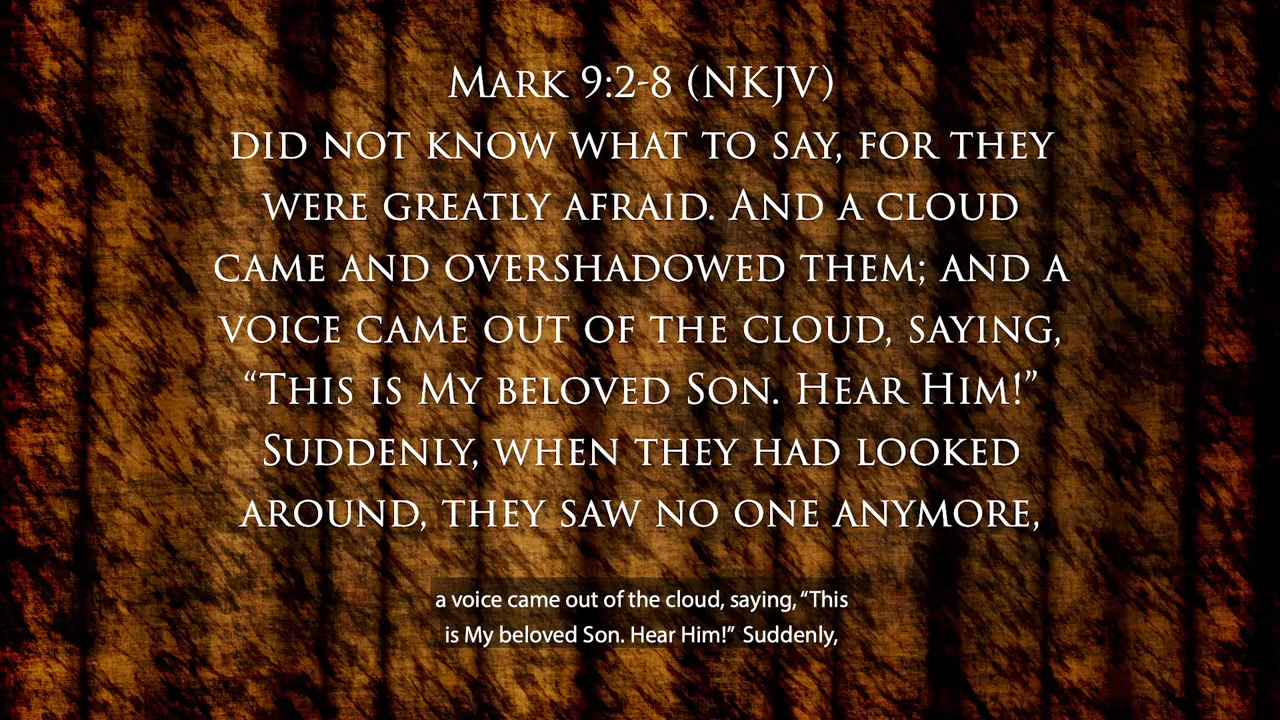 Mark 9:2-8 (NKJV)
did not know what to say, for they
were greatly afraid. And a cloud
came and overshadowed them; and a
voice came out of the cloud, saying,
“This is My beloved Son. Hear Him!”
Suddenly, when they had looked
around, they saw no one anymore,
a voice came out of the cloud, saying, “This
is My beloved Son. Hear Him!”  Suddenly,